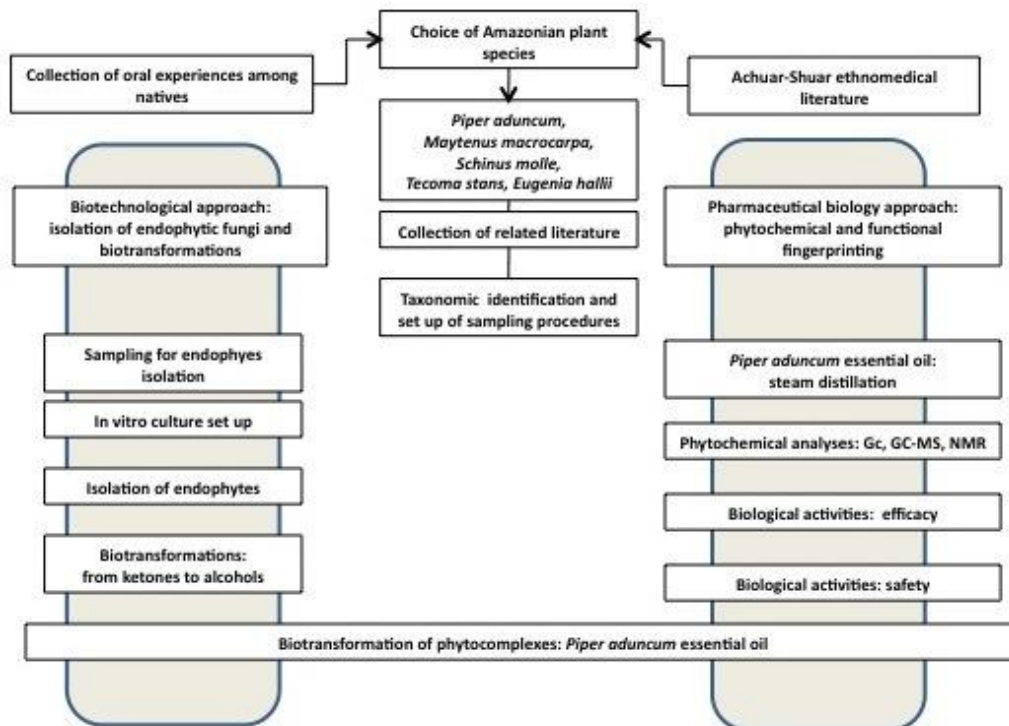 Choice of Amazonian plant
species
Collection of oral experiences among
natives
Achuar-Shuar ethnomedical
literature
Piper aduncum,
Maytenus macrocarpa,
Schinus molle,
Tecoma stans, Eugenia hallii
Collection of related literature
Taxonomic identification and
set up of sampling procedures
Biotechnological approach:
isolation of endophytic fungi and
biotransformations
Sampling for endophyes
isolation
In vitro culture set up
Isolation of endophytes
Biotransformations:
from ketones to alcohols
Pharmaceutical biology approach:
phytochemical and functional
fingerprinting
Piper aduncum essential oil:
steam distillation
Phytochemical analyses: Gc, GC-MS, NMR
Biological activities: efficacy
Biological activities: safety
Biotransformation of phytocomplexes: Piper aduncum essential oil